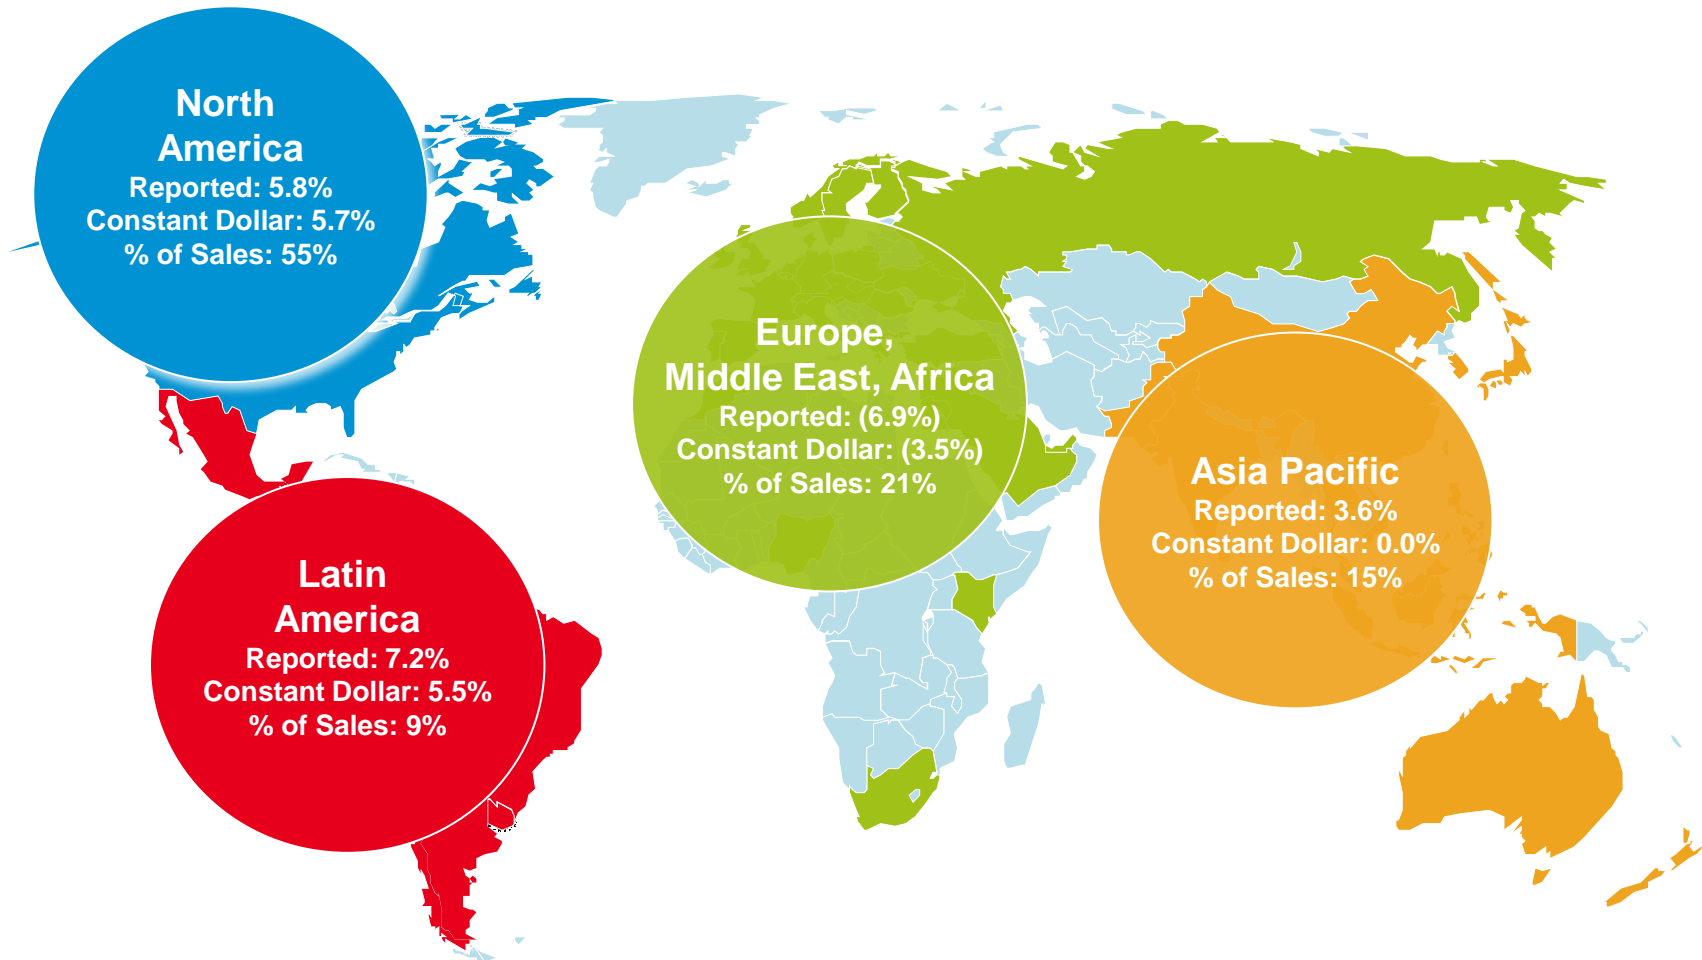 North
America
Reported: 5.8%
Constant Dollar: 5.7%
% of Sales: 55%
Europe,
Middle East, Africa
Reported: (6.9%)
Constant Dollar: (3.5%)
% of Sales: 21%
Asia Pacific
Reported: 3.6%
Constant Dollar: 0.0%
% of Sales: 15%
Latin
America
Reported: 7.2%
Constant Dollar: 5.5%
% of Sales: 9%